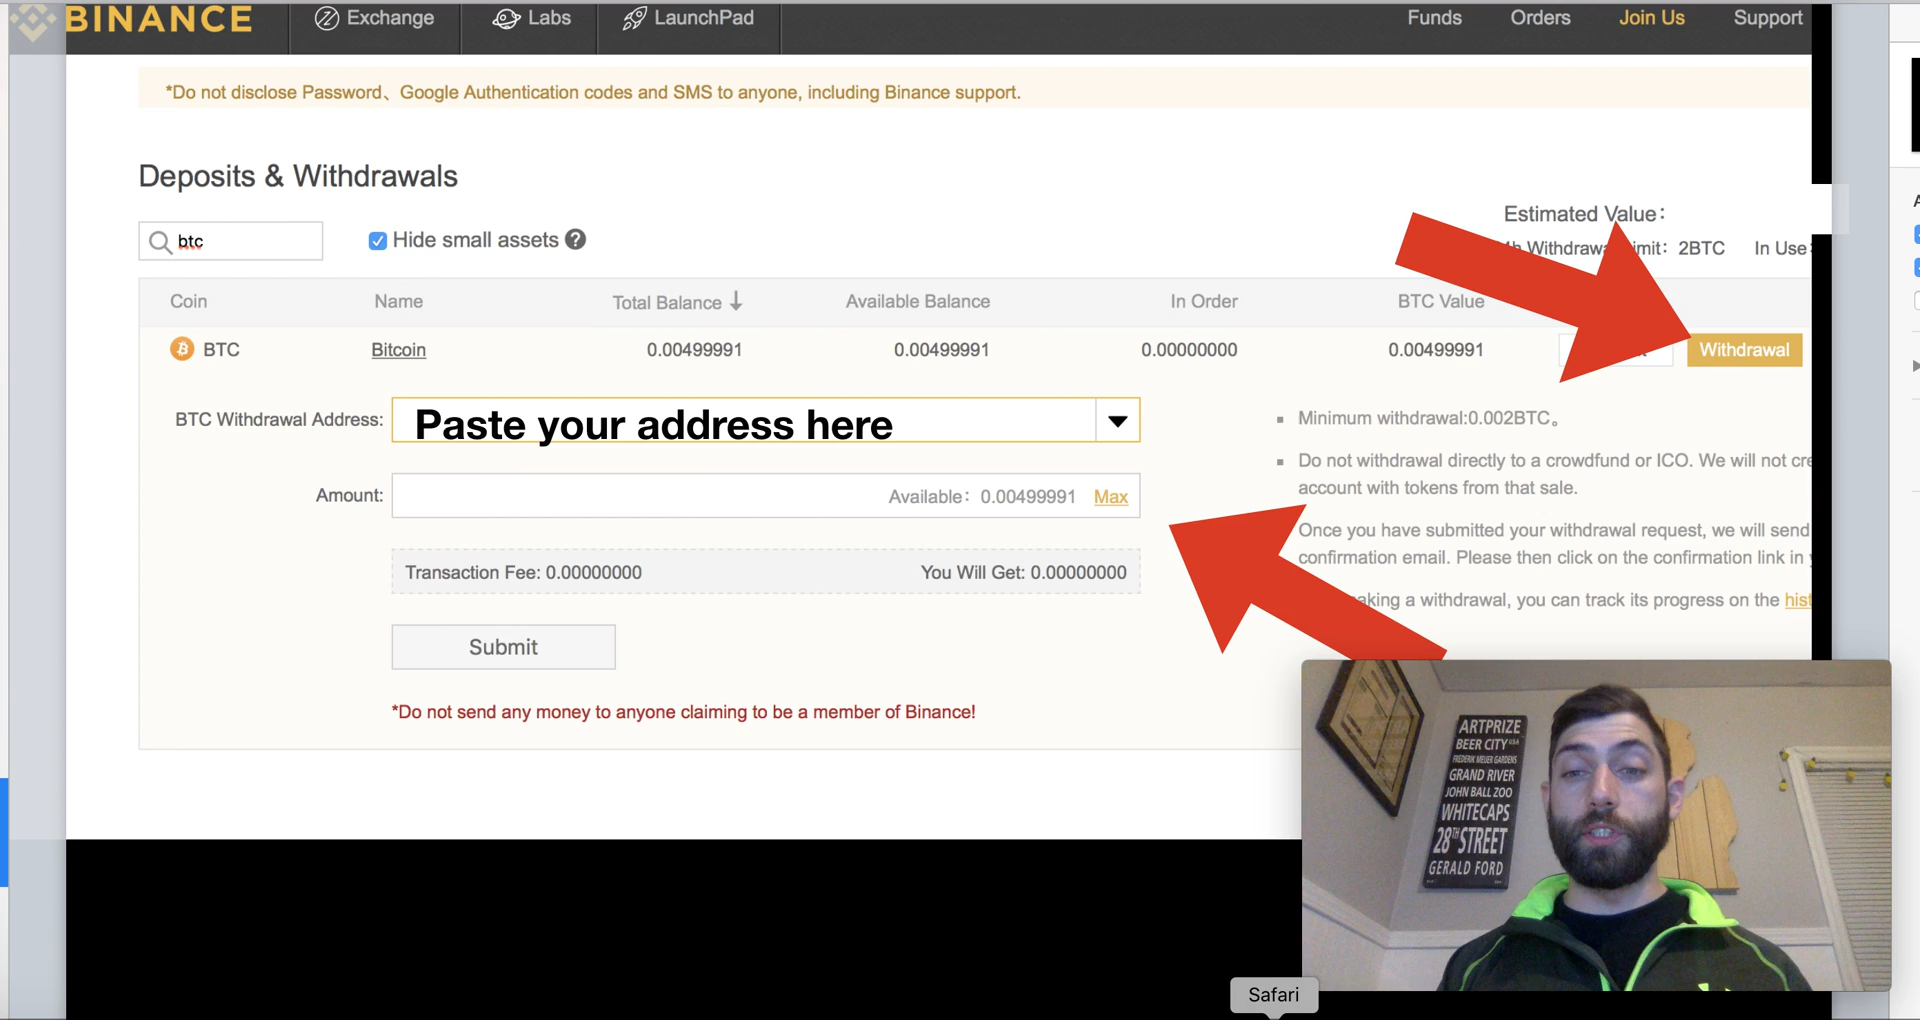 BINANCE
Exchange
Labs
LaunchPad
Funds
Orders
Join Us
Support
*Do not disclose Password、Google Authentication codes and SMS to anyone, including Binance support.
Deposits & Withdrawals
Estimated Value:
btc
Hide small assets
Withdrawa
imit: 2BTC
In Use:
Coin
Name
Total Balance
Available Balance
In Order
BTC Value
BTC
Bitcoin
0.00499991
0.00499991
0.00000000
0.00499991
Withdrawal
BTC Withdrawal Address:
Paste your address here
Minimum withdrawal:0.002BTC。
Do not withdrawal directly to a crowdfund or ICO. We will not cre
account with tokens from that sale.
Amount:
Available: 0.00499991
Max
Once you have submitted your withdrawal request, we will send
confirmation email. Please then click on the confirmation link in
Transaction Fee: 0.00000000
You Will Get: 0.00000000
aking a withdrawal, you can track its progress on the hist
Submit
*Do not send any money to anyone claiming to be a member of Binance!
ARTPRIZE
BEER CITY USA
FREDERIK MEIJER GARDENS
GRAND RIVER
JOHN BALL ZOO
WHITECAPS
28TH STREET
GERALD FORD
Safari